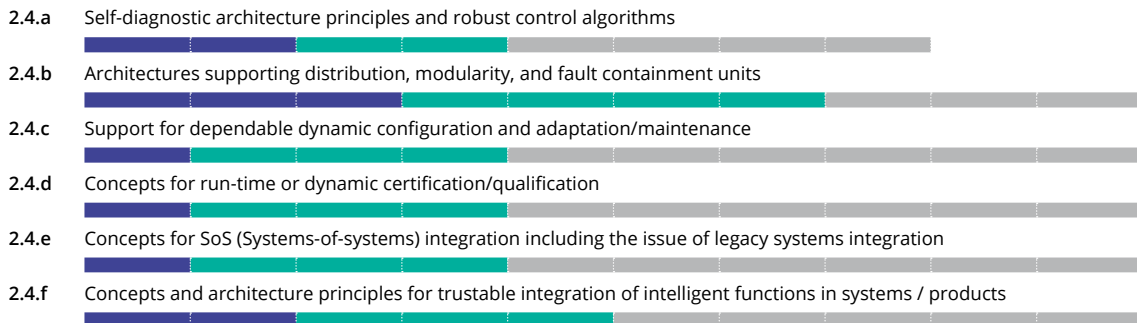 2.4.a Self-diagnostic architecture principles and robust control algorithms
2.4.b Architectures supporting distribution, modularity, and fault containment units
2.4.c Support for dependable dynamic configuration and adaptation/maintenance
2.4.d Concepts for run-time or dynamic certification/qualification
2.4.e Concepts for SoS (Systems-of-systems) integration including the issue of legacy systems integration
2.4.f Concepts and architecture principles for trustable integration of intelligent functions in systems / products